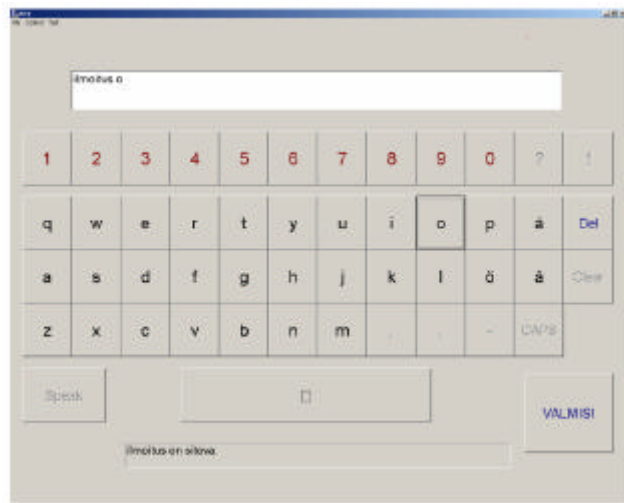 ilmoitus o
1 2 3 4 5 6 7 8 9 0 ? !
q w e r t y u i o p å Del
a s d f g h j k l ö ä Clear
z x c v b n m . , - CAPS
Speak
VALMIS!
ilmoitus on sitova